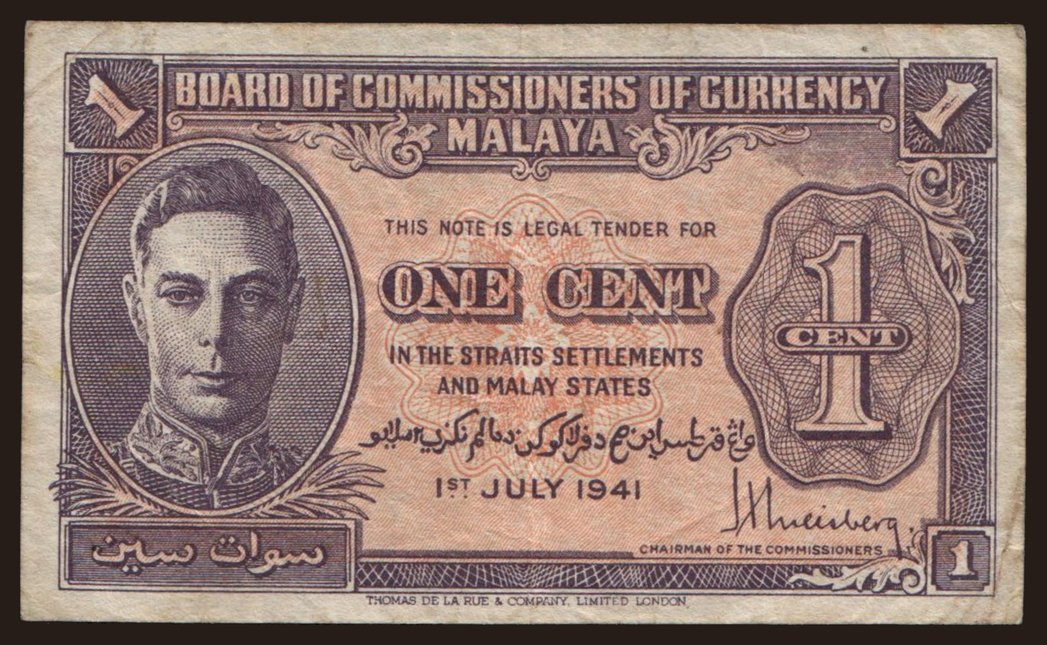 1 BOARD OF COMMISSIONERS OF CURRENCY 1
MALAYA
THIS NOTE IS LEGAL TENDER FOR
ONE CENT
1
CENT
IN THE STRAITS SETTLEMENTS
AND MALAY STATES
1ST JULY 1941
CHAIRMAN OF THE COMMISSIONERS
سوات سين
1
THOMAS DE LA RUE & COMPANY, LIMITED LONDON.